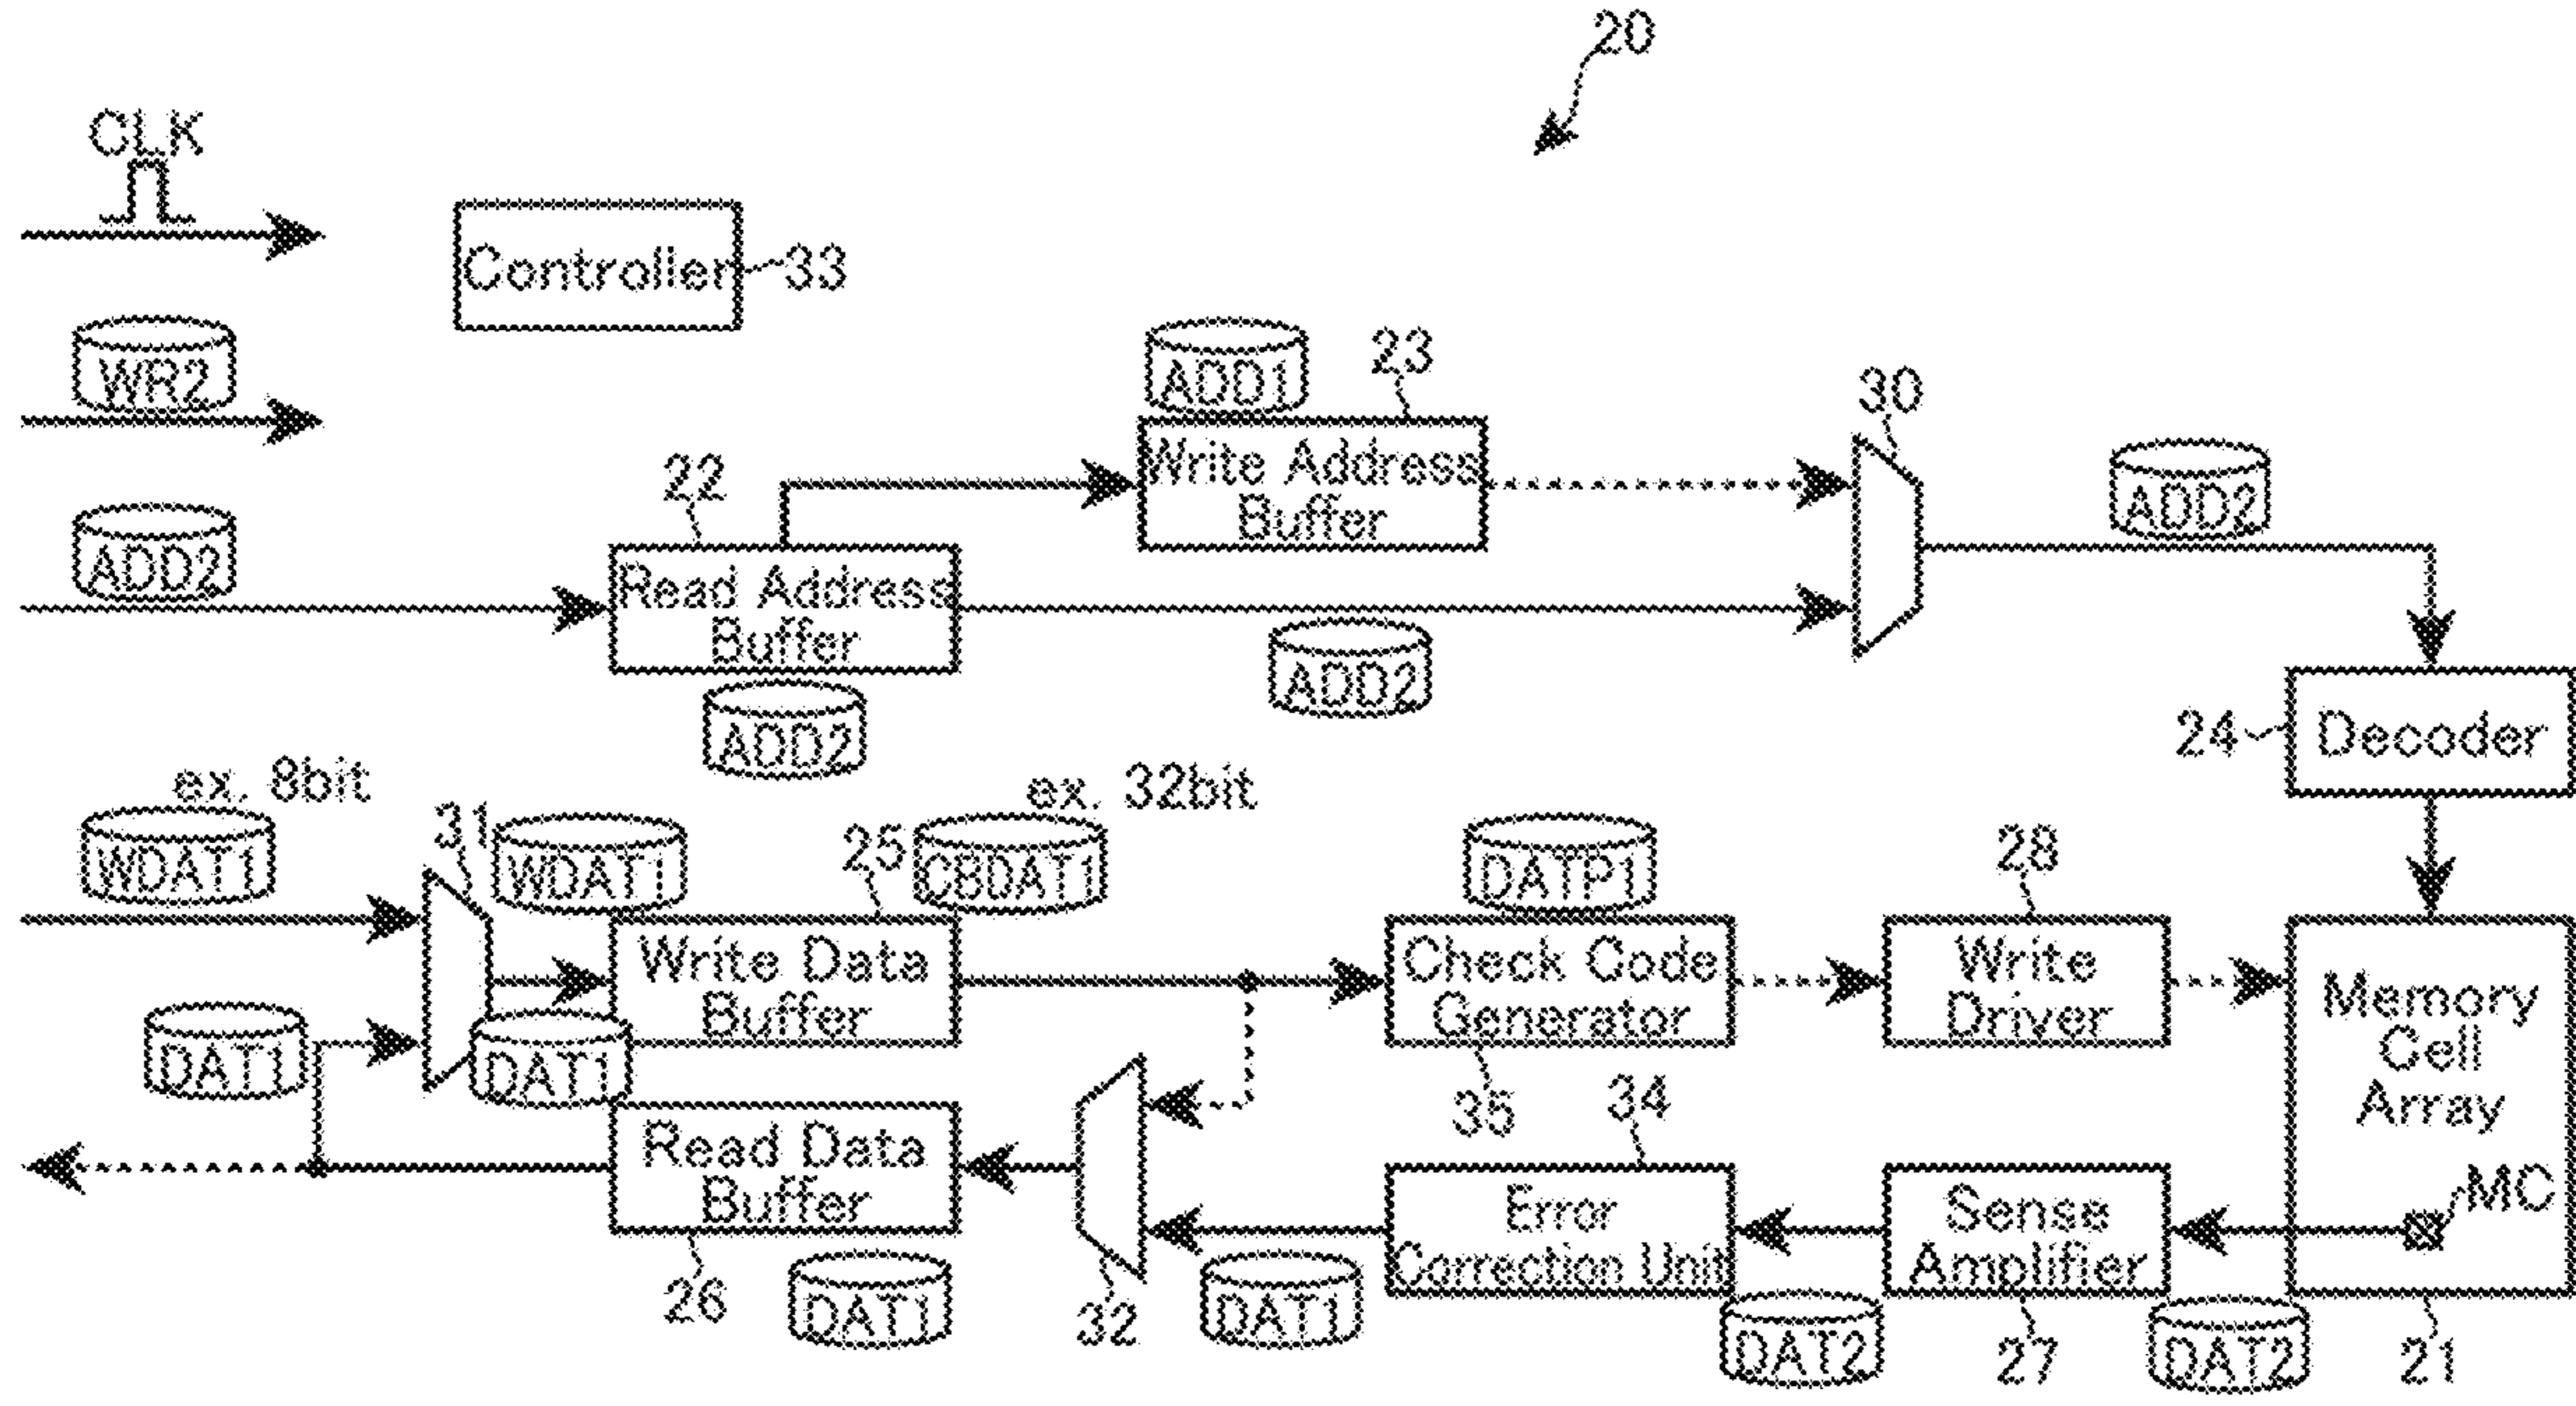 20
CLK
Controller
33
WR2
ADD1
23
30
22
Write Address
Buffer
ADD2
ADD2
Read Address
Buffer
ADD2
ADD2
24
Decoder
ex. 8bit
ex. 32bit
WDAT1
31
WDAT1
25
CBDAT1
DATP1
28
Write Data
Buffer
Check Code
Generator
Write
Driver
Memory
Cell
Array
DAT1
DAT1
35
34
Read Data
Buffer
Error
Correction Unit
Sense
Amplifier
MC
26
DAT1
32
DAT1
DAT2
27
DAT2
21